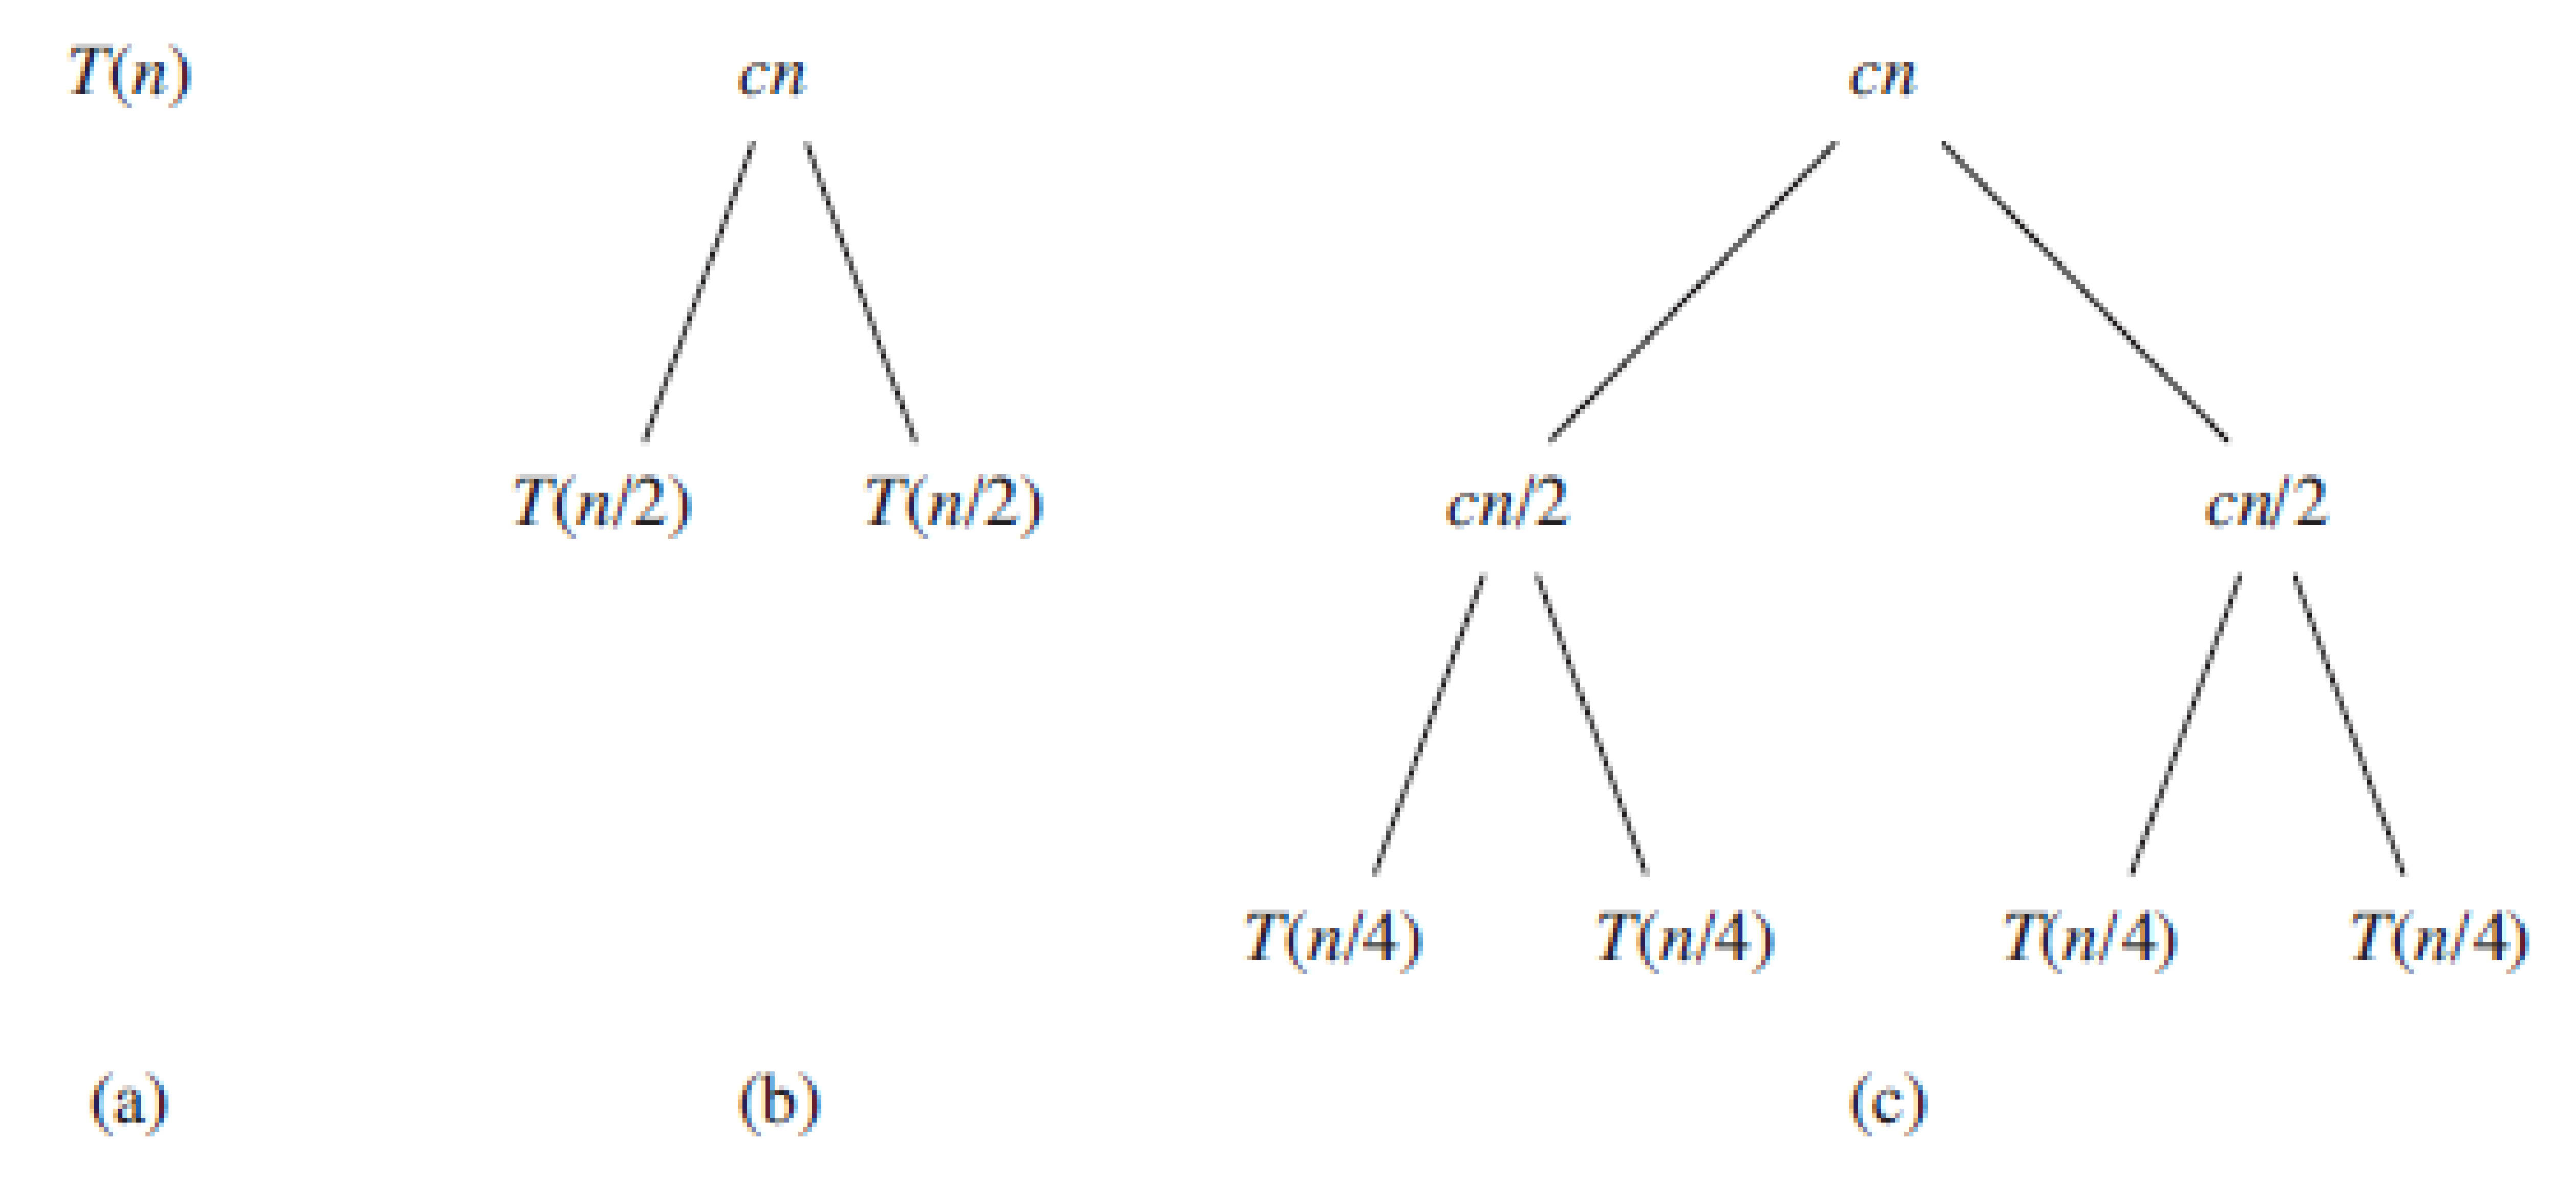 T(n) cn cn
T(n/2) T(n/2) cn/2 cn/2
T(n/4) T(n/4) T(n/4) T(n/4)
(a) (b) (c)